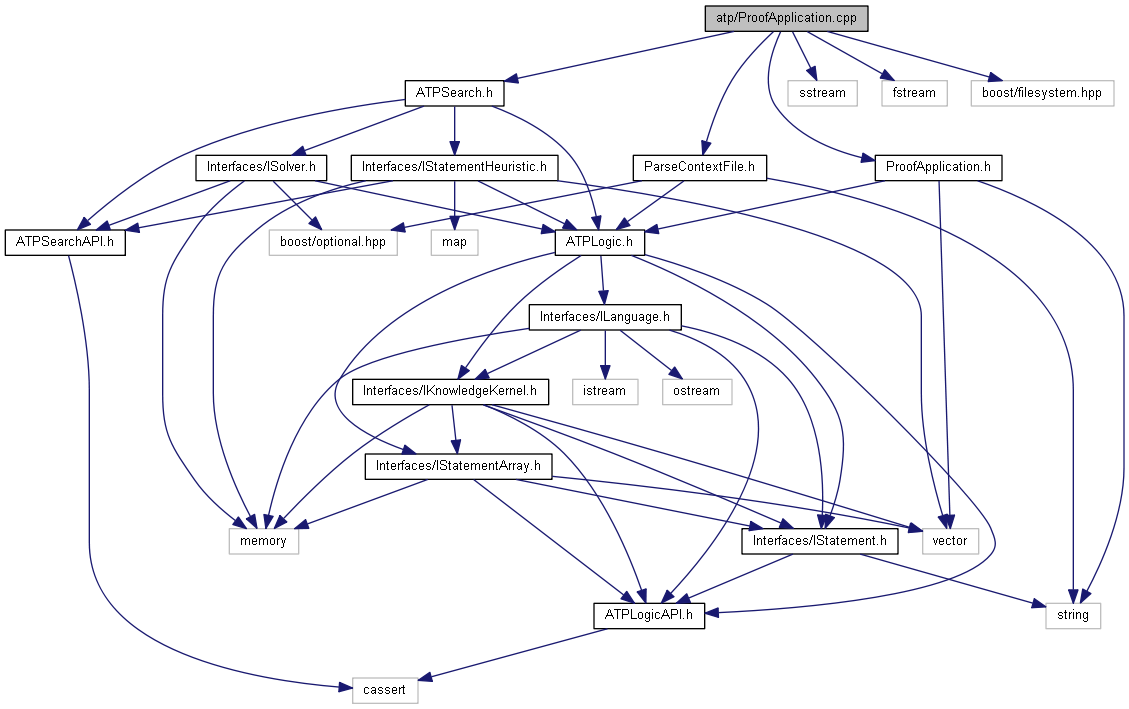 atp/ProofApplication.cpp
ATPSearch.h
sstream
fstream
boost/filesystem.hpp
Interfaces/ISolver.h
Interfaces/IStatementHeuristic.h
ParseContextFile.h
ProofApplication.h
ATPSearchAPI.h
boost/optional.hpp
map
ATPLogic.h
Interfaces/ILanguage.h
Interfaces/IKnowledgeKernel.h
istream
ostream
Interfaces/IStatementArray.h
memory
Interfaces/IStatement.h
vector
ATPLogicAPI.h
string
cassert